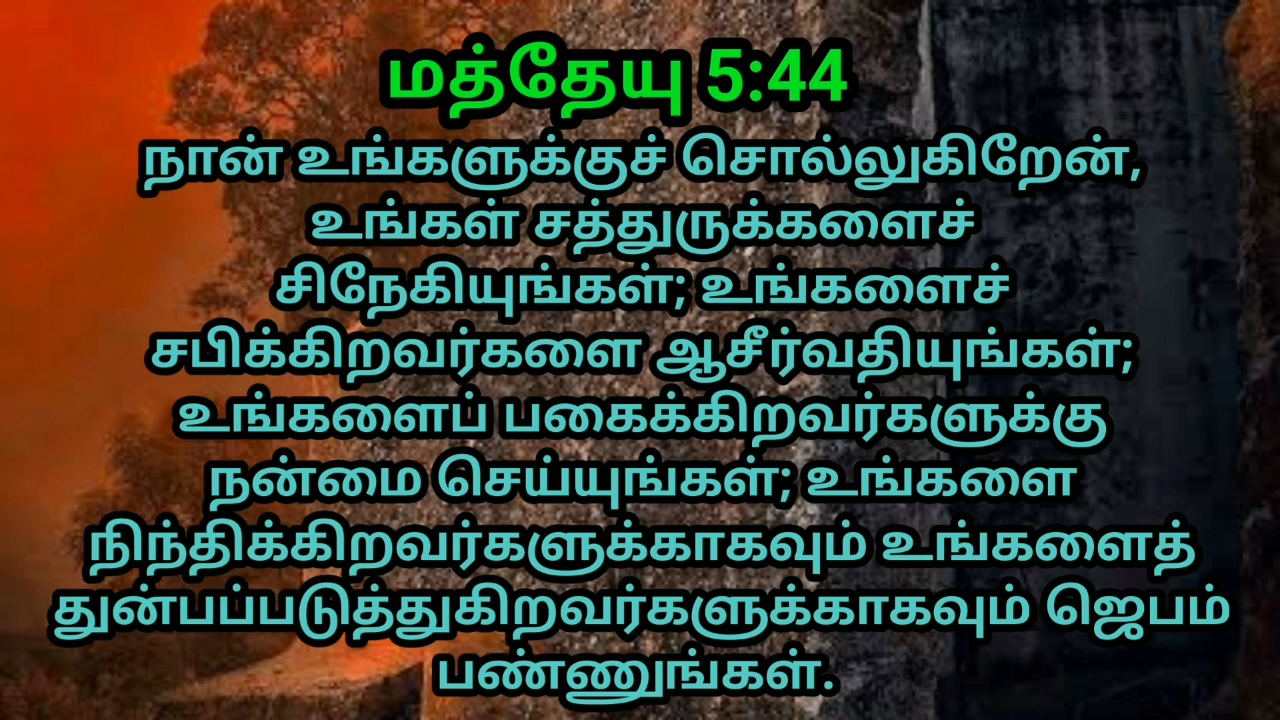 மத்தேயு 5:44
நான் உங்களுக்குச் சொல்லுகிறேன்,
உங்கள் சத்துருக்களைச்
சிநேகியுங்கள்; உங்களைச்
சபிக்கிறவர்களை ஆசீர்வதியுங்கள்;
உங்களைப் பகைக்கிறவர்களுக்கு
நன்மை செய்யுங்கள்; உங்களை
நிந்திக்கிறவர்களுக்காகவும் உங்களைத்
துன்பப்படுத்துகிறவர்களுக்காகவும் ஜெபம்
பண்ணுங்கள்.